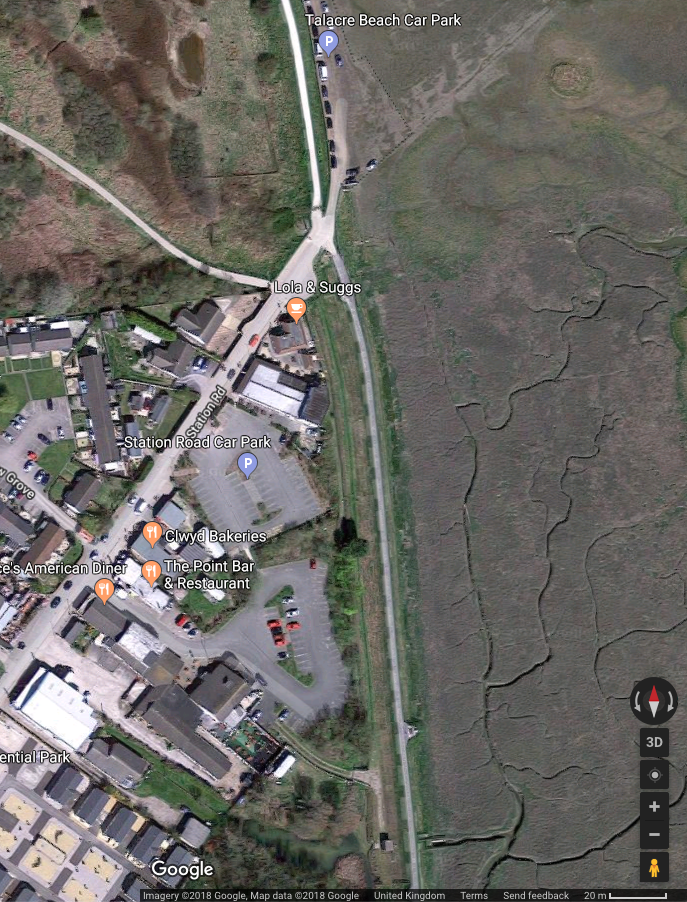 Talacre Beach Car Park
Lola & Suggs
Station Rd
Station Road Car Park
w Grove
Clwyd Bakeries
ce's American Diner
The Point Bar
& Restaurant
3D
ential Park
Google
Imagery ©2018 Google, Map data ©2018 Google United Kingdom Terms Send feedback 20 m